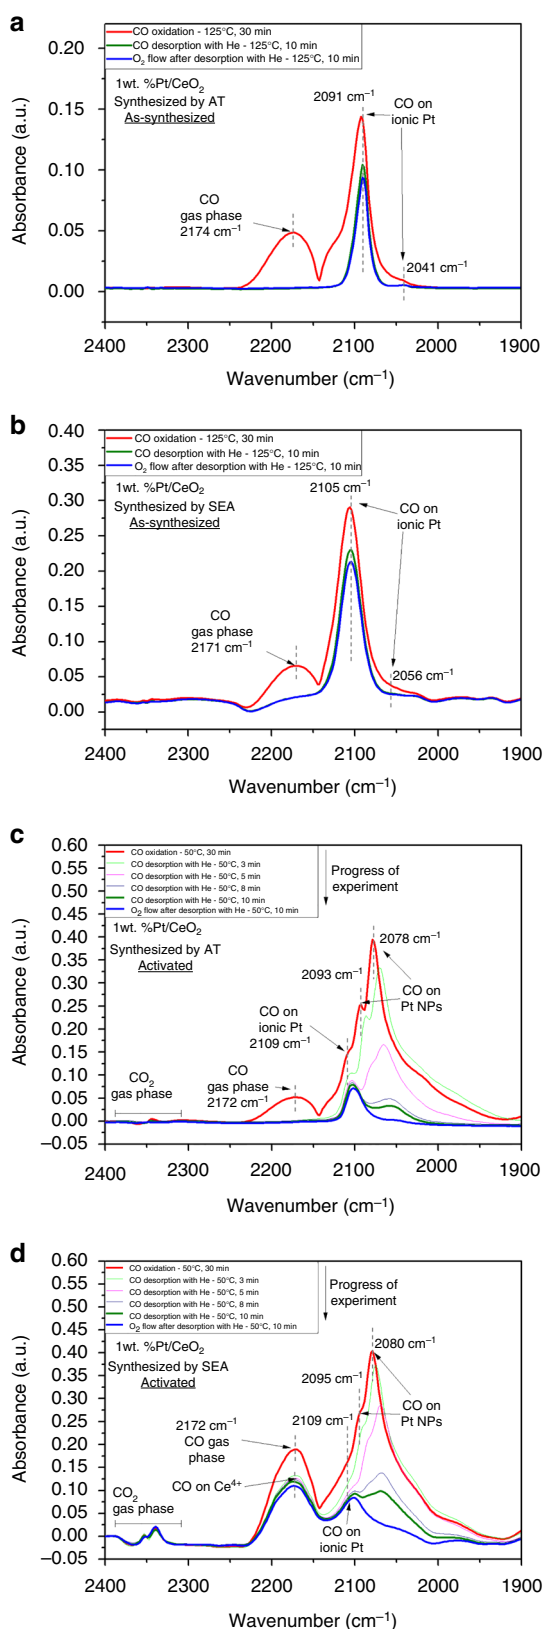 a
CO oxidation - 125°C, 30 min
CO desorption with He - 125°C, 10 min
O2 flow after desorption with He - 125°C, 10 min
1wt. %Pt/CeO2
Synthesized by AT
As-synthesized
2091 cm−1
CO on
ionic Pt
CO
gas phase
2174 cm−1
2041 cm−1
Absorbance (a.u.)
0.20
0.15
0.10
0.05
0.00
2400 2300 2200 2100 2000 1900
Wavenumber (cm−1)
b
CO oxidation - 125°C, 30 min
CO desorption with He - 125°C, 10 min
O2 flow after desorption with He - 125°C, 10 min
1wt. %Pt/CeO2
Synthesized by SEA
As-synthesized
2105 cm−1
CO on
ionic Pt
CO
gas phase
2171 cm−1
2056 cm−1
Absorbance (a.u.)
0.40
0.35
0.30
0.25
0.20
0.15
0.10
0.05
0.00
2400 2300 2200 2100 2000 1900
Wavenumber (cm−1)
c
CO oxidation - 50°C, 30 min
CO desorption with He - 50°C, 3 min
CO desorption with He - 50°C, 5 min
CO desorption with He - 50°C, 8 min
CO desorption with He - 50°C, 10 min
O2 flow after desorption with He - 50°C, 10 min
Progress of
experiment
1wt. %Pt/CeO2
Synthesized by AT
Activated
2078 cm−1
2093 cm−1
CO on
Pt NPs
CO on
ionic Pt
2109 cm−1
CO
gas phase
2172 cm−1
CO2
gas phase
Absorbance (a.u.)
0.60
0.55
0.50
0.45
0.40
0.35
0.30
0.25
0.20
0.15
0.10
0.05
0.00
−0.05
2400 2300 2200 2100 2000 1900
Wavenumber (cm−1)
d
CO oxidation - 50°C, 30 min
CO desorption with He - 50°C, 3 min
CO desorption with He - 50°C, 5 min
CO desorption with He - 50°C, 8 min
CO desorption with He - 50°C, 10 min
O2 flow after desorption with He - 50°C, 10 min
Progress of
experiment
1wt. %Pt/CeO2
Synthesized by SEA
Activated
2080 cm−1
2095 cm−1
CO on
Pt NPs
2109 cm−1
2172 cm−1
CO gas
phase
CO on Ce4+
CO2
gas phase
CO on
ionic Pt
Absorbance (a.u.)
0.60
0.55
0.50
0.45
0.40
0.35
0.30
0.25
0.20
0.15
0.10
0.05
0.00
−0.05
2400 2300 2200 2100 2000 1900
Wavenumber (cm−1)